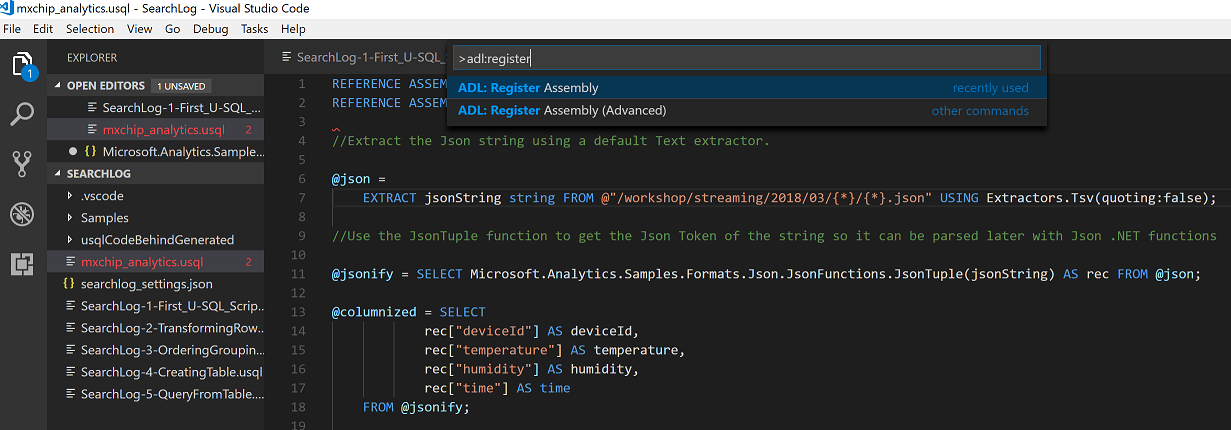 mxchip_analytics.usql - SearchLog - Visual Studio Code
File Edit Selection View Go Debug Tasks Help
1
EXPLORER
OPEN EDITORS 1 UNSAVED
SearchLog-1-First_U-SQL_...
mxchip_analytics.usql 2
{} Microsoft.Analytics.Sample...
SEARCHLOG
.vscode
Samples
usqlCodeBehindGenerated
mxchip_analytics.usql 2
{} searchlog_settings.json
SearchLog-1-First_U-SQL_Scrip...
SearchLog-2-TransformingRow...
SearchLog-3-OrderingGroupin...
SearchLog-4-CreatingTable.usql
SearchLog-5-QueryFromTable....
SearchLog-1-First_U-SQL_
>adl:register
ADL: Register Assembly recently used
ADL: Register Assembly (Advanced) other commands
1 REFERENCE ASSEM
2 REFERENCE ASSEM
3
4 //Extract the Json string using a default Text extractor.
5
6 @json =
7 EXTRACT jsonString string FROM @"/workshop/streaming/2018/03/{*}/{*}.json" USING Extractors.Tsv(quoting:false);
8
9 //Use the JsonTuple function to get the Json Token of the string so it can be parsed later with Json .NET functions
10
11 @jsonify = SELECT Microsoft.Analytics.Samples.Formats.Json.JsonFunctions.JsonTuple(jsonString) AS rec FROM @json;
12
13 @columnized = SELECT
14 rec["deviceId"] AS deviceId,
15 rec["temperature"] AS temperature,
16 rec["humidity"] AS humidity,
17 rec["time"] AS time
18 FROM @jsonify;
19